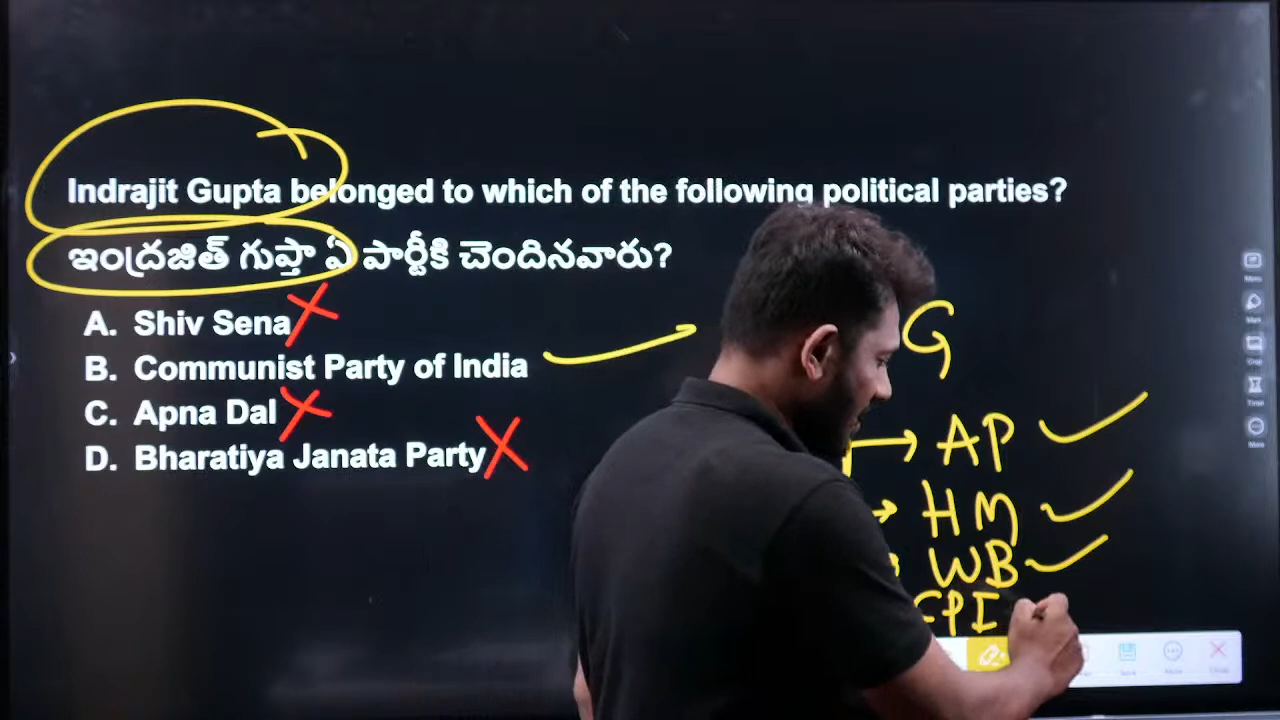 Indrajit Gupta belonged to which of the following political parties?
ఇంద్రజిత్ గుప్తా ఏ పార్టీకి చెందినవారు?
A. Shiv Sena
B. Communist Party of India
C. Apna Dal
D. Bharatiya Janata Party
G
AP
HM
WB
CPI